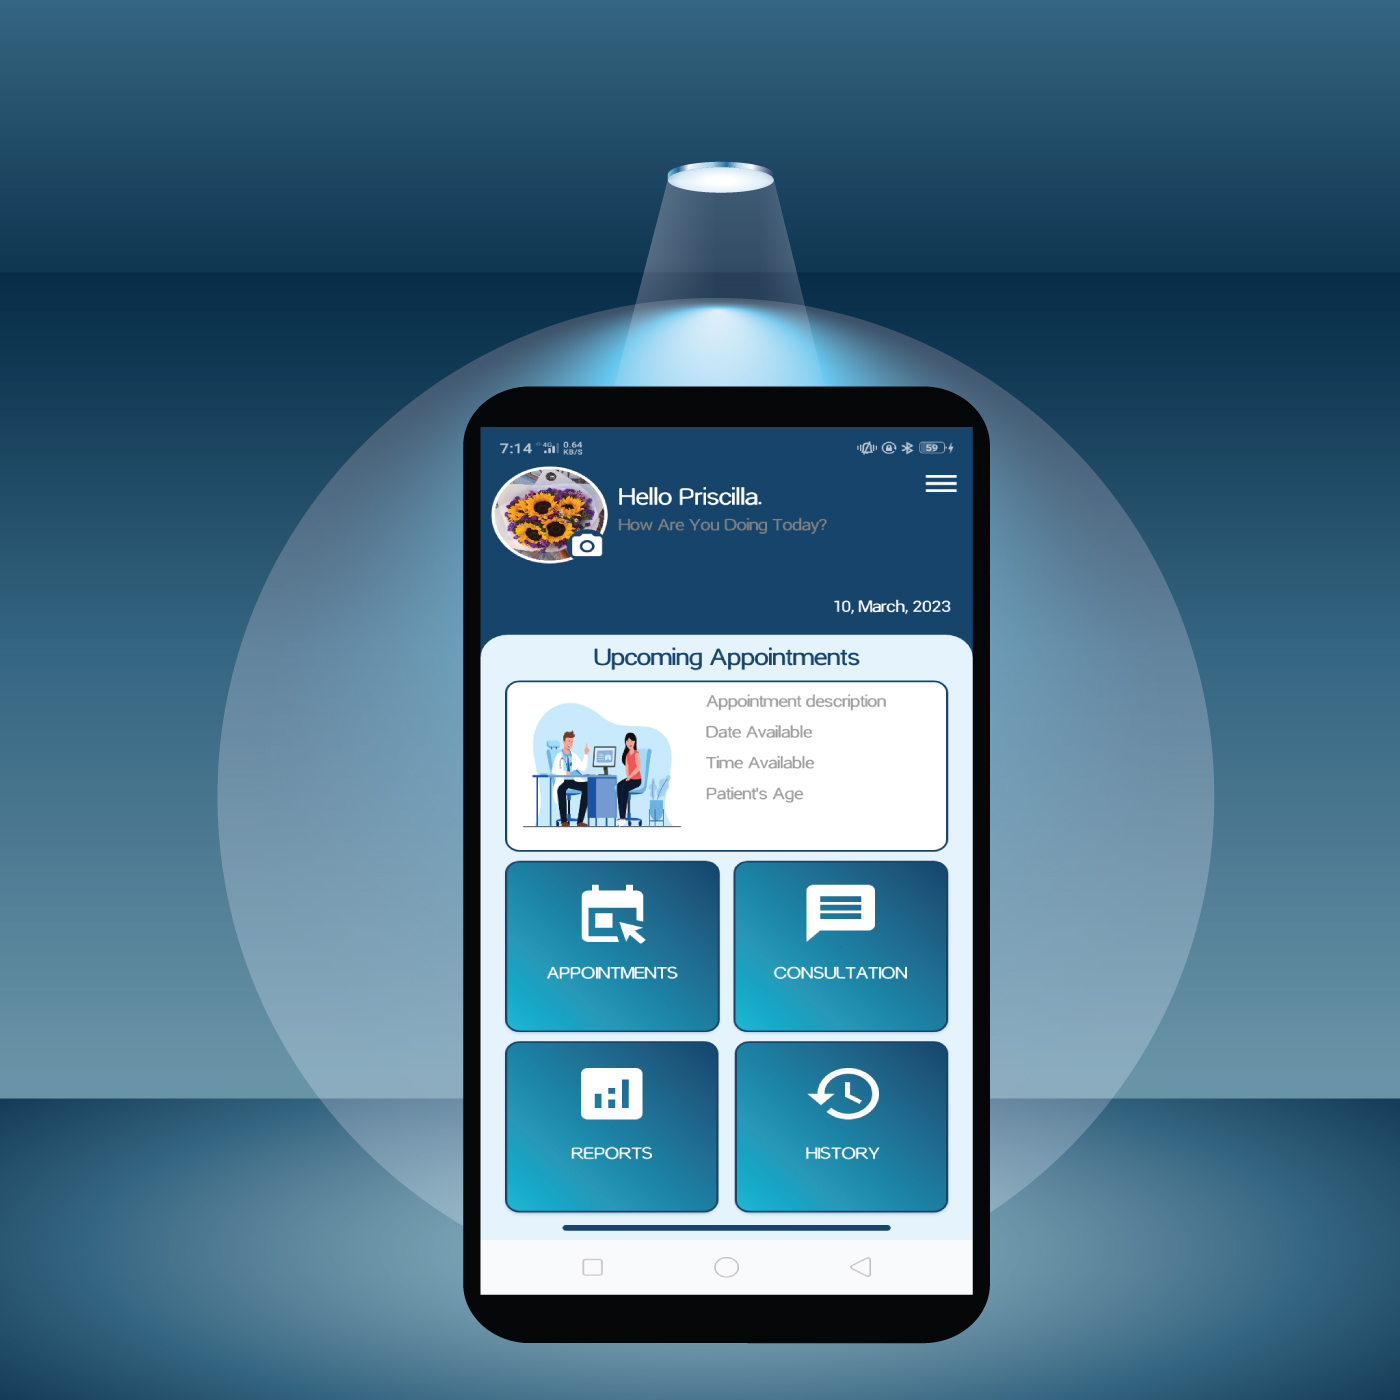 7:14 4G 0.64 KB/S 59
Hello Priscilla.
How Are You Doing Today?
10, March, 2023
Upcoming Appointments
Appointment description
Date Available
Time Available
Patient's Age
APPOINTMENTS
CONSULTATION
REPORTS
HISTORY